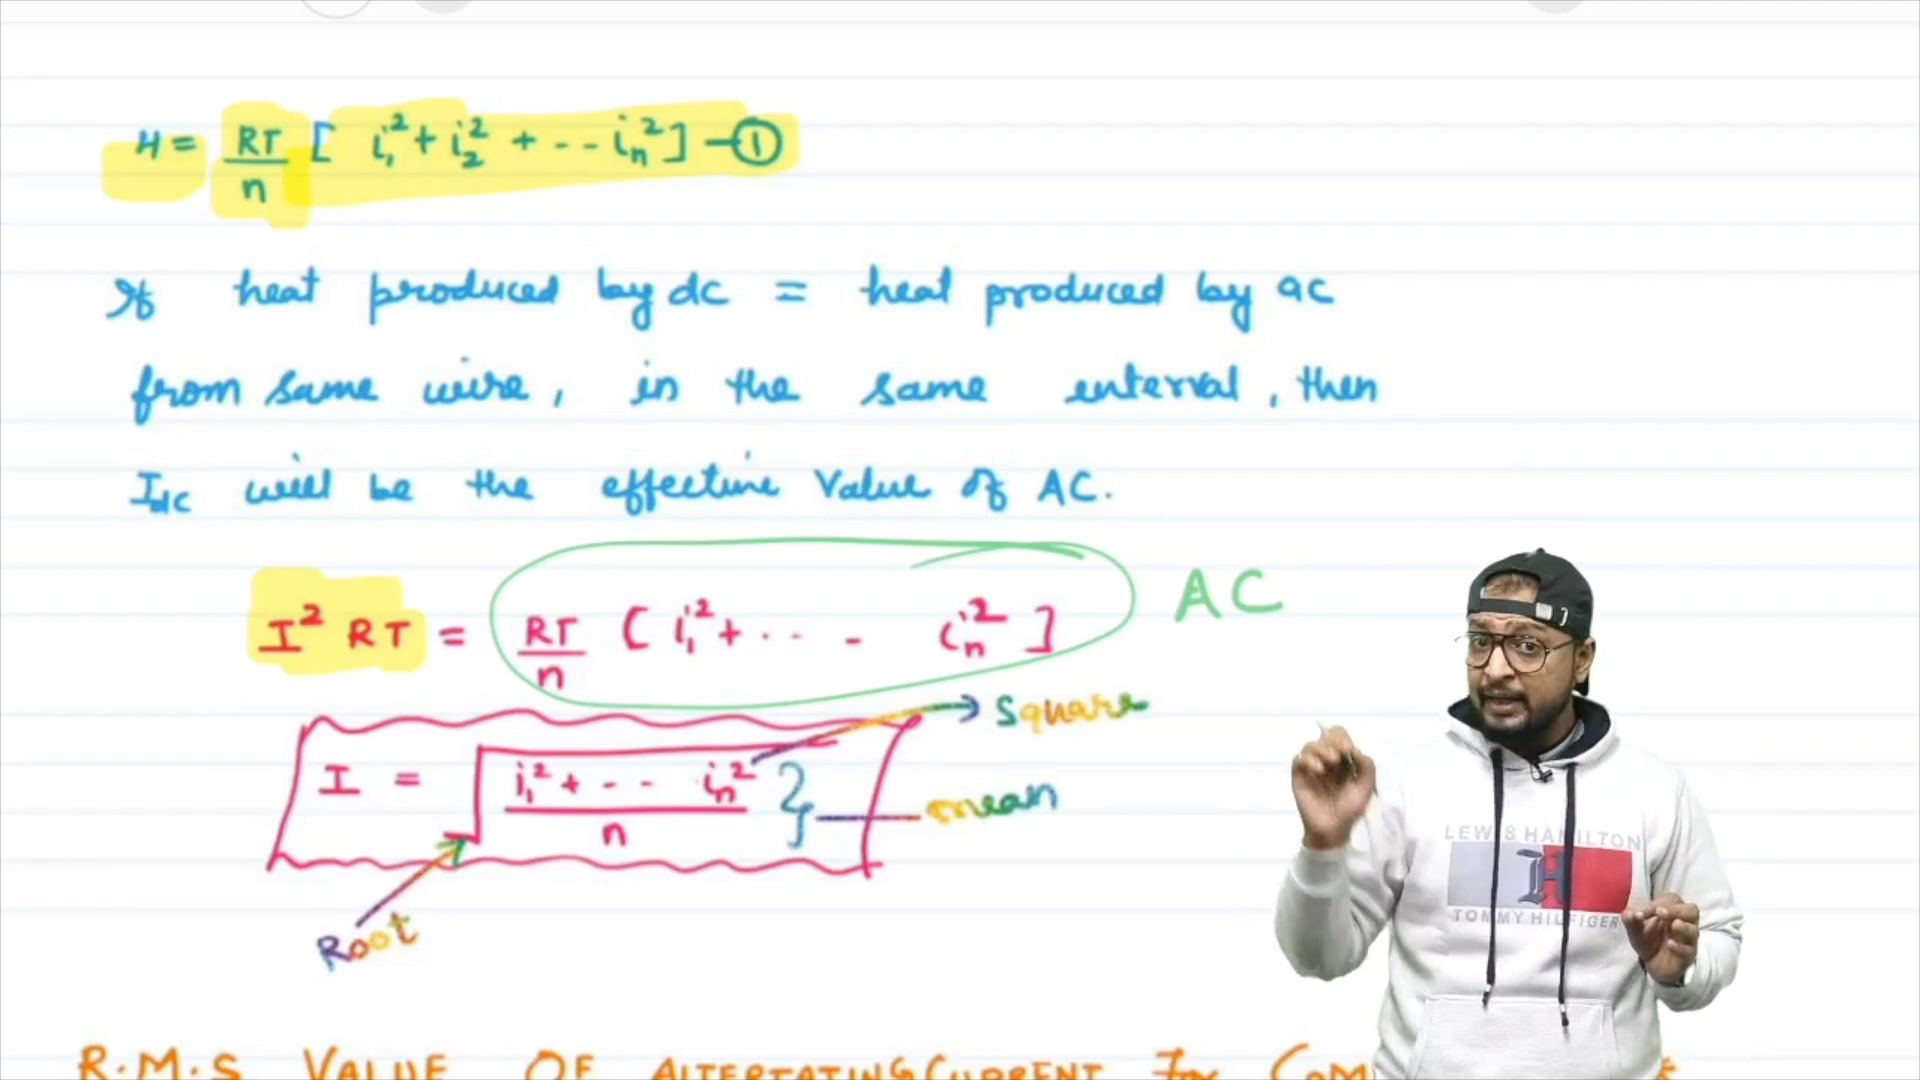 H = RT/n [ i₁² + i₂² + -- iₙ² ] —①
If heat produced by dc = heat produced by ac
from same wire, in the same interval, then
Idc will be the effective Value of AC.
I² RT = RT/n [ i₁² + . . . - iₙ² ] AC
→ Square
I = √( i₁² + - - iₙ² / n ) } — mean
Root
LEWIS HAMILTON
H
TOMMY HILFIGER
R.M.S VALUE OF ALTERTATING CURRENT For